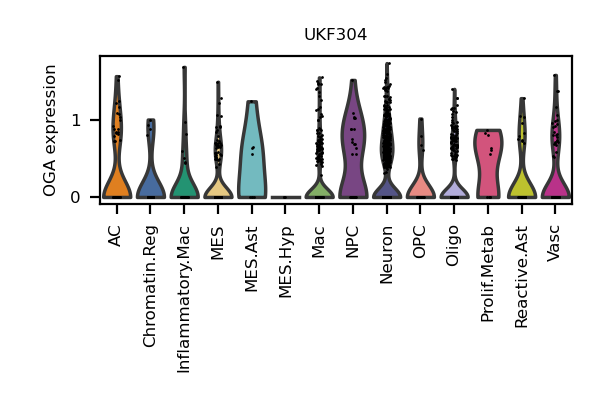 UKF304
OGA expression
1
0
AC
Chromatin.Reg
Inflammatory.Mac
MES
MES.Ast
MES.Hyp
Mac
NPC
Neuron
OPC
Oligo
Prolif.Metab
Reactive.Ast
Vasc